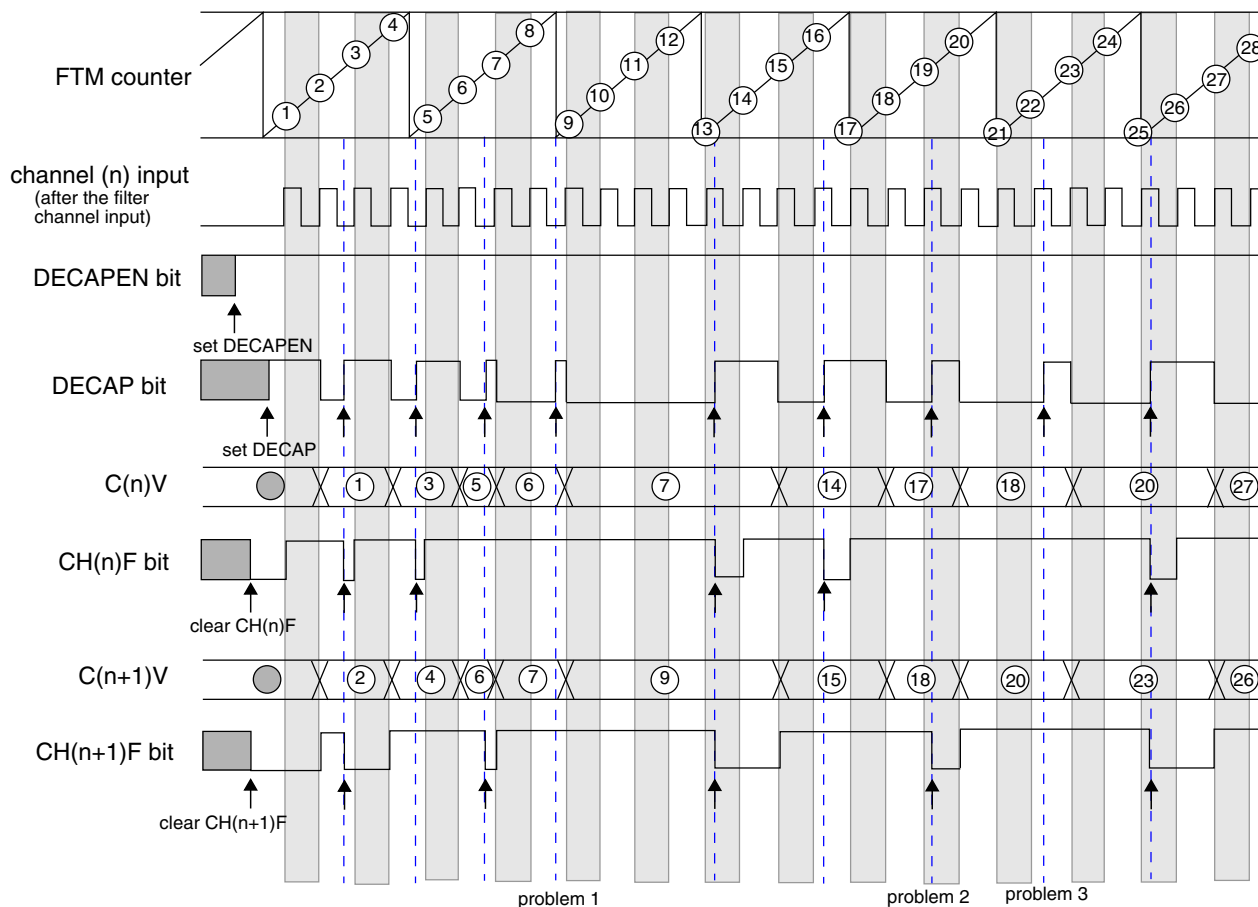 4 8 12 16 20 24 28
3 7 11 15 19 23 27
FTM counter
2 6 10 14 18 22 26
1 5 9 13 17 21 25
channel (n) input
(after the filter
channel input)
DECAPEN bit
set DECAPEN
DECAP bit
set DECAP
C(n)V 1 3 5 6 7 14 17 18 20 27
CH(n)F bit
clear CH(n)F
C(n+1)V 2 4 6 7 9 15 18 20 23 26
CH(n+1)F bit
clear CH(n+1)F
problem 1 problem 2 problem 3